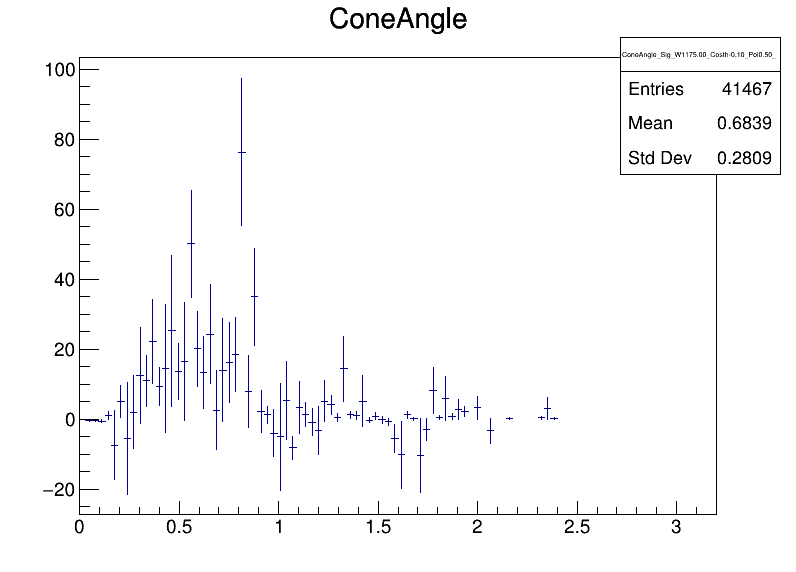 ConeAngle
ConeAngle_Sig_W1175.00_Costh-0.10_Pol0.50_
Entries 41467
Mean 0.6839
Std Dev 0.2809
100
80
60
40
20
0
−20
0 0.5 1 1.5 2 2.5 3